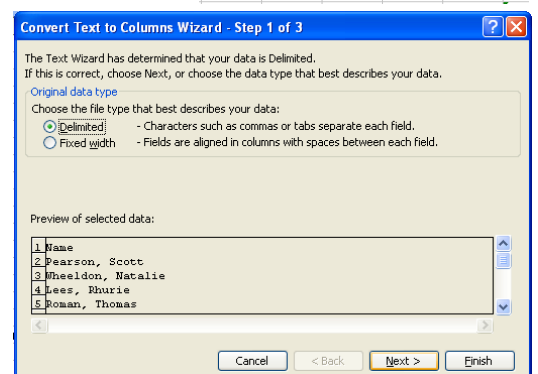 Convert Text to Columns Wizard - Step 1 of 3
The Text Wizard has determined that your data is Delimited.
If this is correct, choose Next, or choose the data type that best describes your data.
Original data type
Choose the file type that best describes your data:
Delimited - Characters such as commas or tabs separate each field.
Fixed width - Fields are aligned in columns with spaces between each field.
Preview of selected data:
1 Name
2 Pearson, Scott
3 Wheeldon, Natalie
4 Lees, Rhurie
5 Roman, Thomas
Cancel < Back Next > Finish